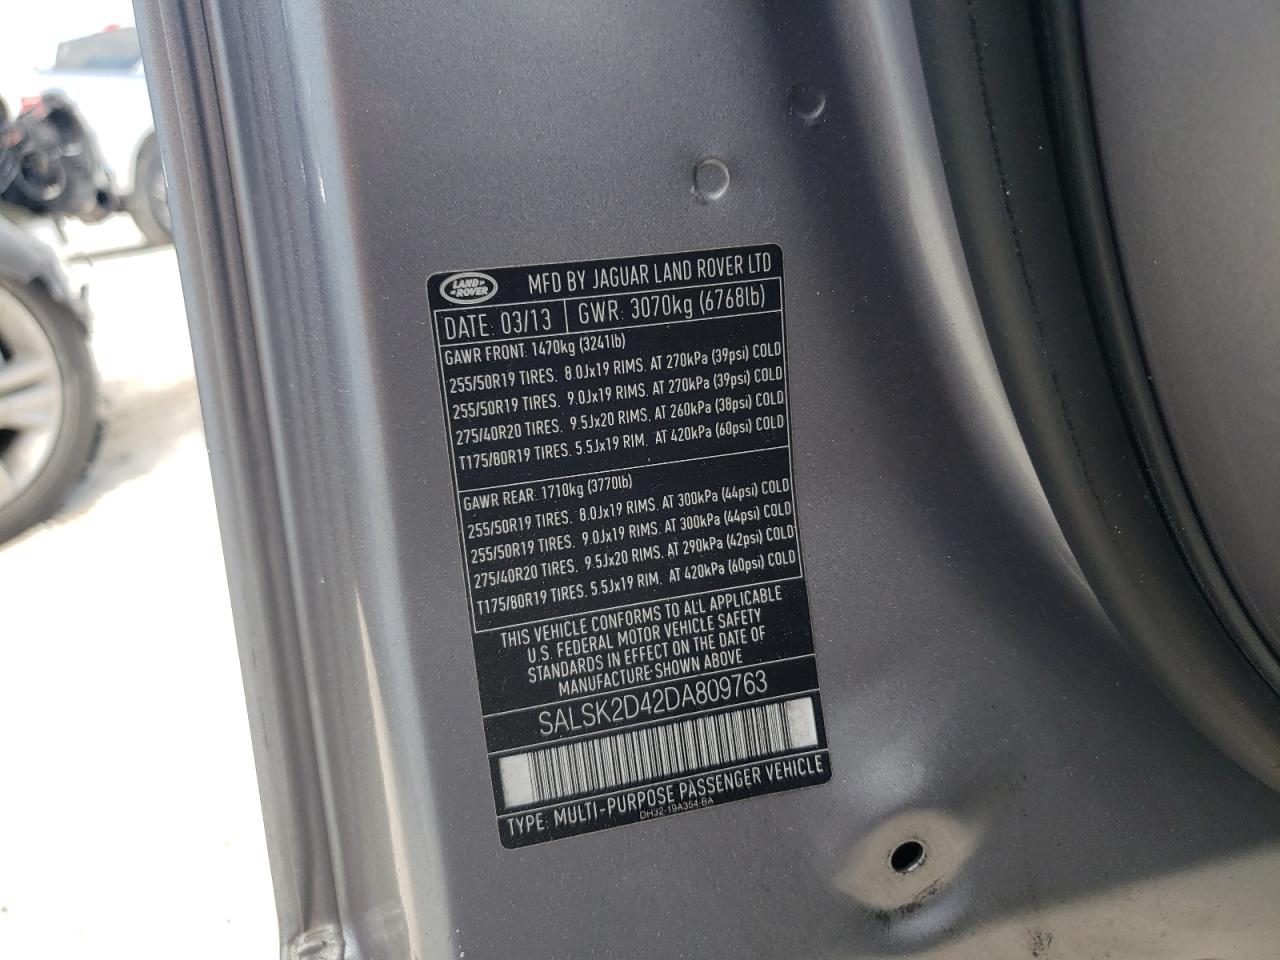 LAND ROVER
MFD BY JAGUAR LAND ROVER LTD
DATE: 03/13 GWR: 3070kg (6768lb)
GAWR FRONT: 1470kg (3241lb)
255/50R19 TIRES. 8.0Jx19 RIMS. AT 270kPa (39psi) COLD
255/50R19 TIRES. 9.0Jx19 RIMS. AT 270kPa (39psi) COLD
275/40R20 TIRES. 9.5Jx20 RIMS. AT 260kPa (38psi) COLD
T175/80R19 TIRES. 5.5Jx19 RIM. AT 420kPa (60psi) COLD
GAWR REAR: 1710kg (3770lb)
255/50R19 TIRES. 8.0Jx19 RIMS. AT 300kPa (44psi) COLD
255/50R19 TIRES. 9.0Jx19 RIMS. AT 300kPa (44psi) COLD
275/40R20 TIRES. 9.5Jx20 RIMS. AT 290kPa (42psi) COLD
T175/80R19 TIRES. 5.5Jx19 RIM. AT 420kPa (60psi) COLD
THIS VEHICLE CONFORMS TO ALL APPLICABLE
U.S. FEDERAL MOTOR VEHICLE SAFETY
STANDARDS IN EFFECT ON THE DATE OF
MANUFACTURE SHOWN ABOVE
SALSK2D42DA809763
TYPE: MULTI-PURPOSE PASSENGER VEHICLE
DH32-19A354-BA